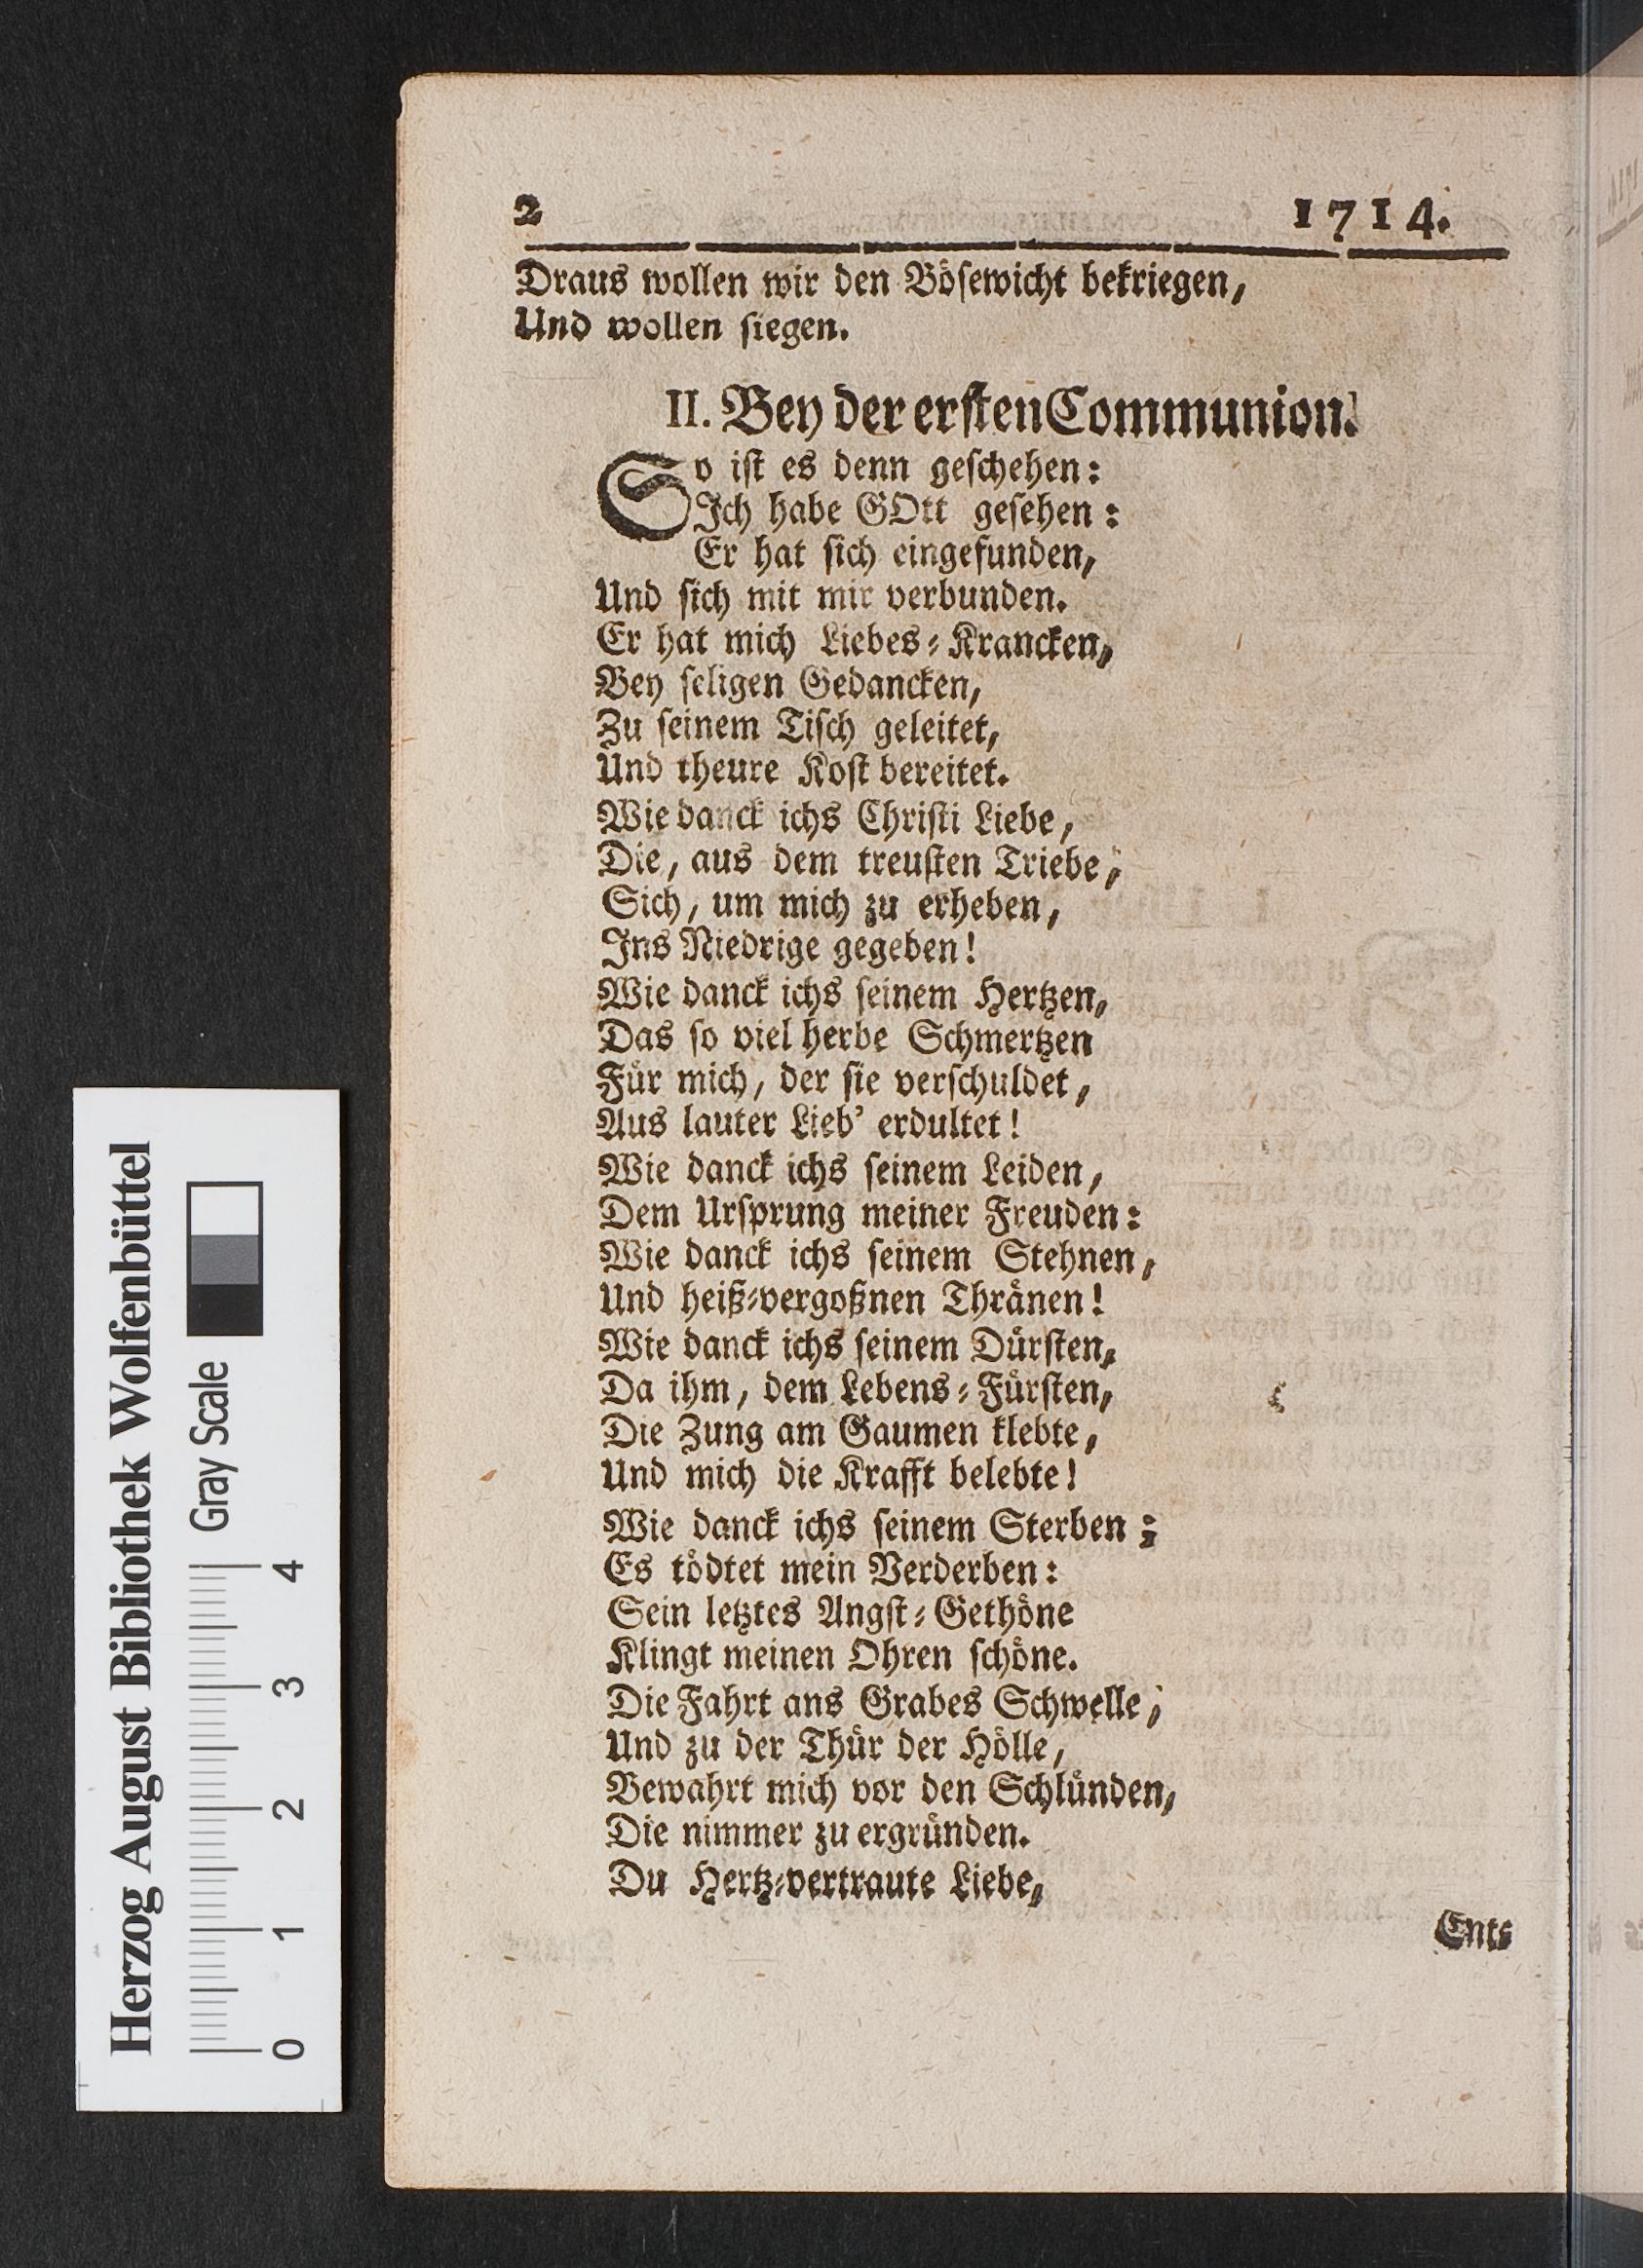 2 1714.
Draus wollen wir den Böſewicht bekriegen,
Und wollen ſiegen.
II. Bey der erſten Communion.
So iſt es denn geſchehen:
Ich habe GOtt geſehen:
Er hat ſich eingefunden,
Und ſich mit mir verbunden.
Er hat mich Liebes-Krancken,
Bey ſeligen Gedancken,
Zu ſeinem Tiſch geleitet,
Und theure Koſt bereitet.
Wie danck ichs Chriſti Liebe,
Die, aus dem treuſten Triebe,
Sich, um mich zu erheben,
Ins Niedrige gegeben!
Wie danck ichs ſeinem Hertzen,
Das ſo viel herbe Schmertzen
Für mich, der ſie verſchuldet,
Aus lauter Lieb' erdultet!
Wie danck ichs ſeinem Leiden,
Dem Urſprung meiner Freuden:
Wie danck ichs ſeinem Stehnen,
Und heiß-vergoßnen Thränen!
Wie danck ichs ſeinem Dürſten,
Da ihm, dem Lebens-Fürſten,
Die Zung am Gaumen klebte,
Und mich die Krafft belebte!
Wie danck ichs ſeinem Sterben;
Es tödtet mein Verderben:
Sein letztes Angſt-Gethöne
Klingt meinen Ohren ſchöne.
Die Fahrt ans Grabes Schwelle,
Und zu der Thür der Hölle,
Bewahrt mich vor den Schlünden,
Die nimmer zu ergründen.
Du Hertz-vertraute Liebe,
Ent-
Herzog August Bibliothek Wolfenbüttel
Gray Scale
0 1 2 3 4